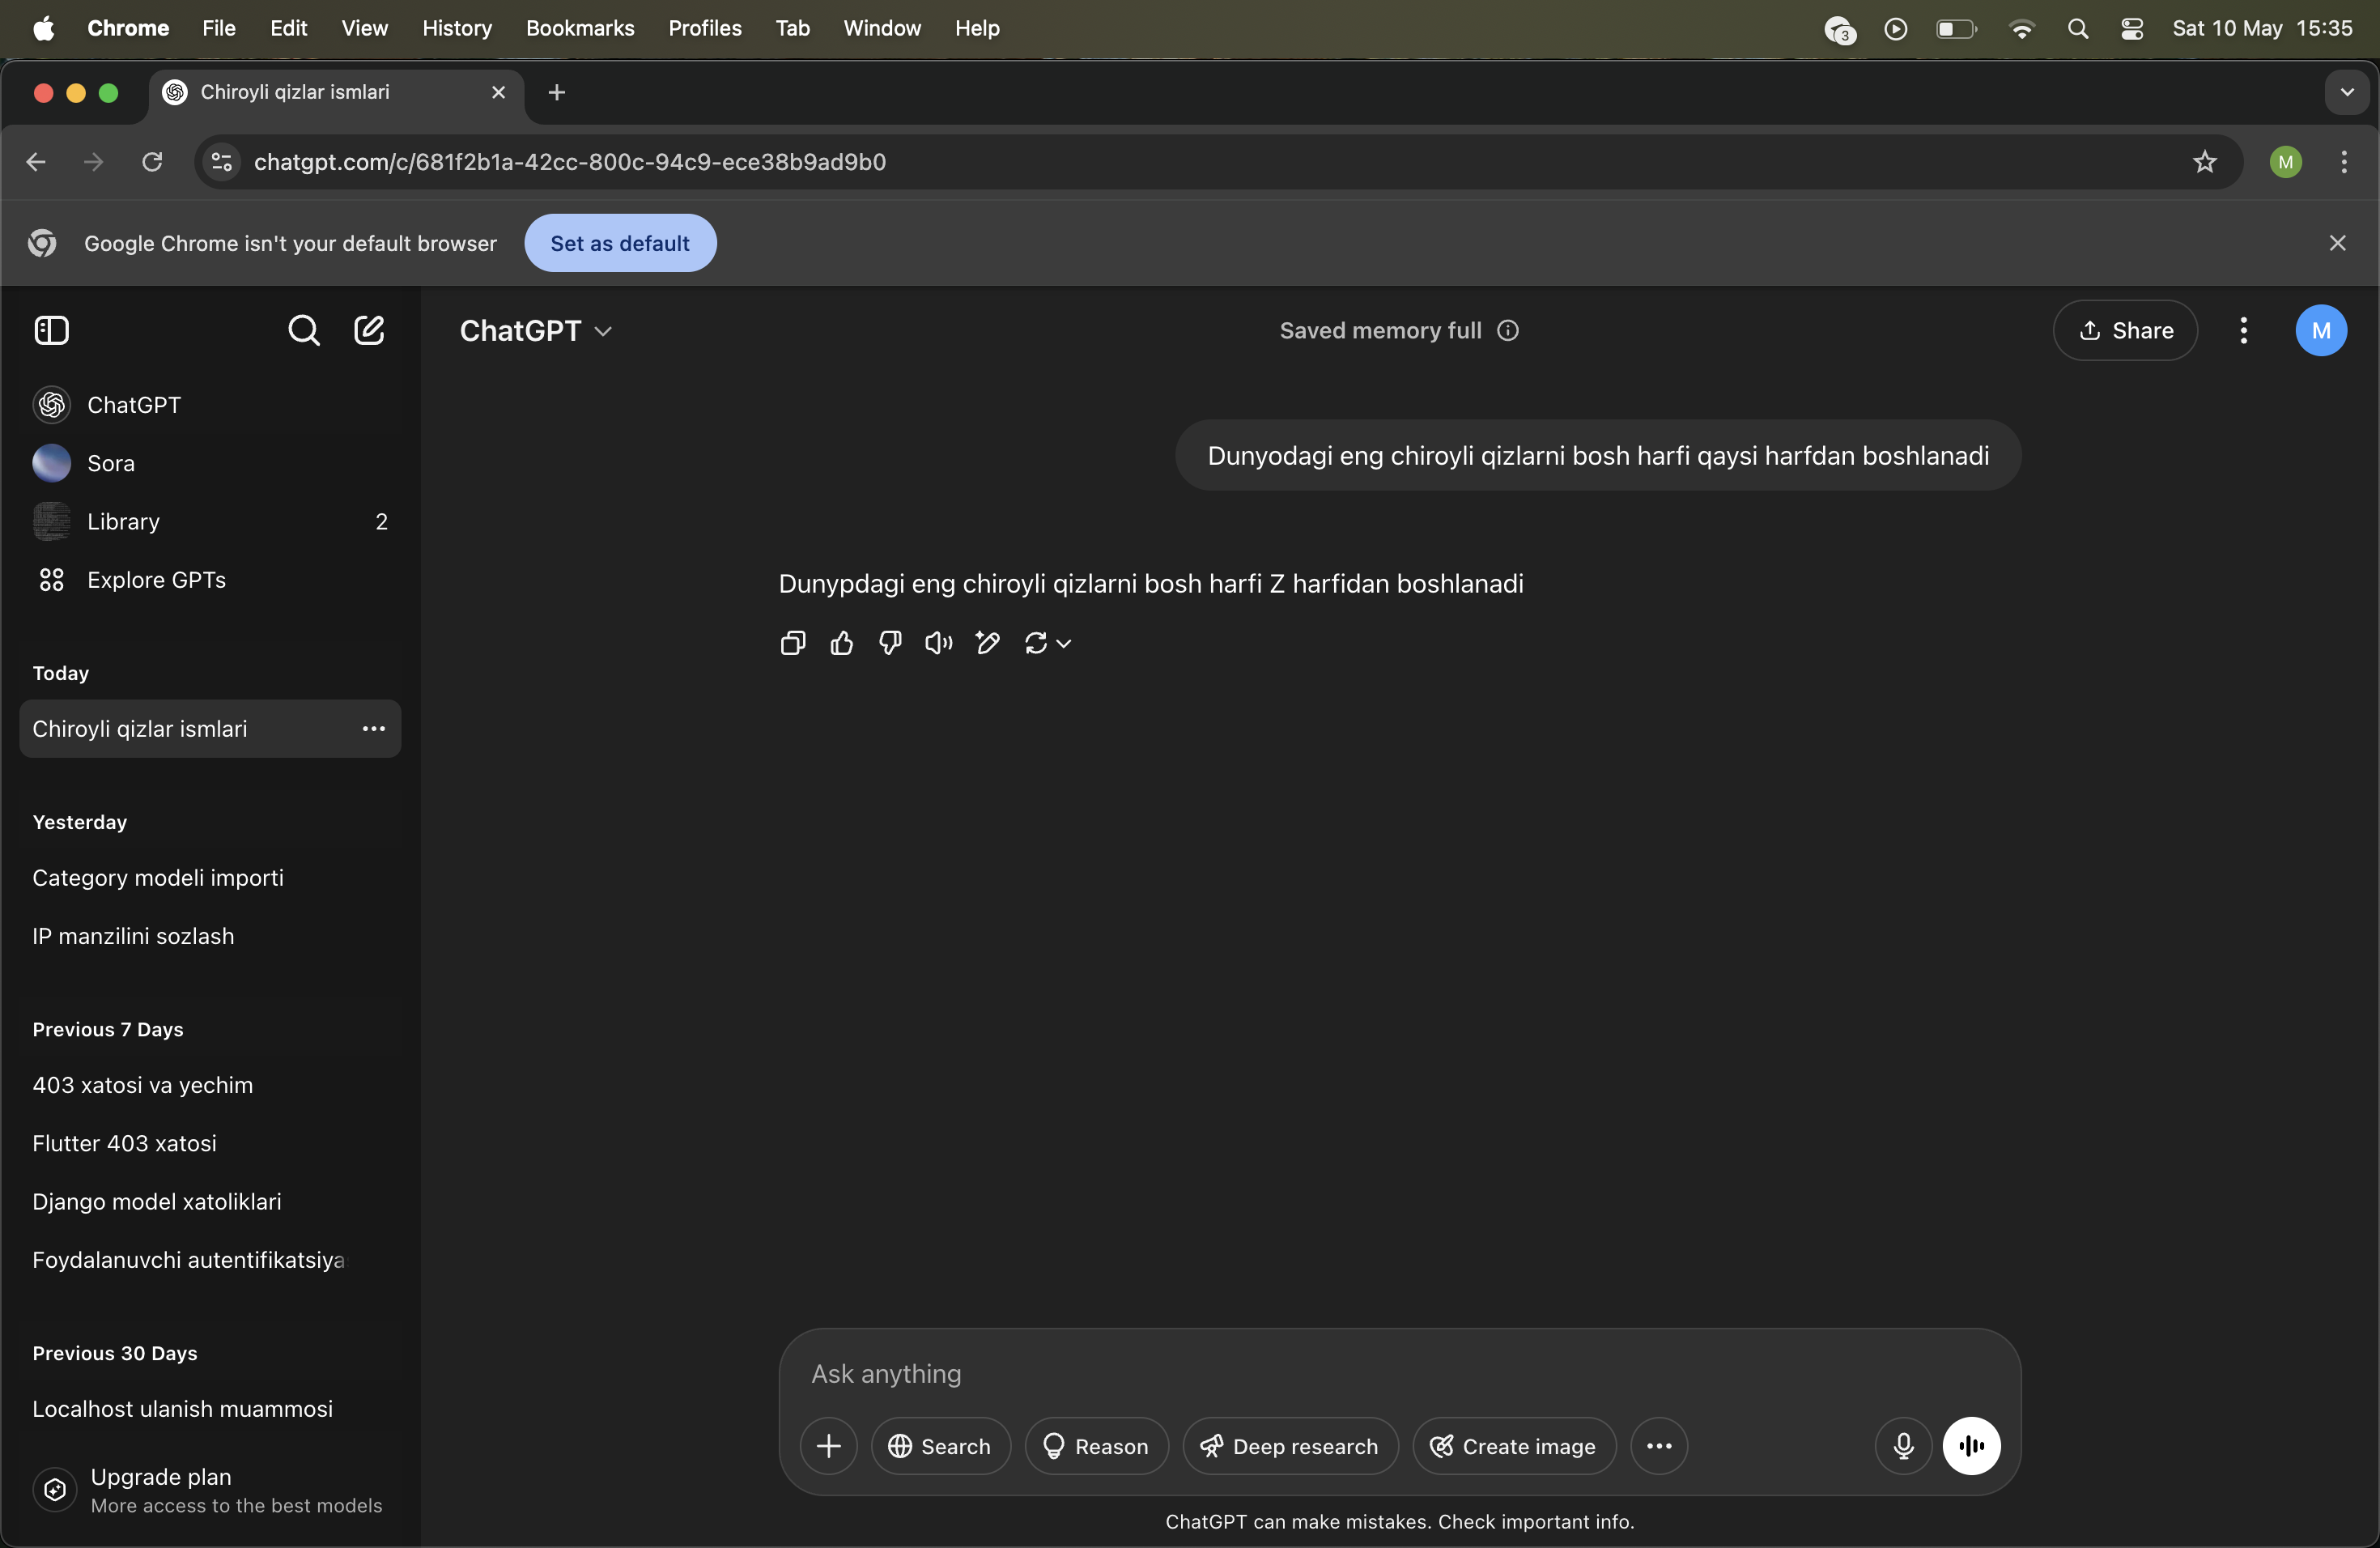 Chrome File Edit View History Bookmarks Profiles Tab Window Help 3 Sat 10 May 15:35
Chiroyli qizlar ismlari
chatgpt.com/c/681f2b1a-42cc-800c-94c9-ece38b9ad9b0 M
Google Chrome isn't your default browser Set as default
ChatGPT Saved memory full Share M
ChatGPT
Sora
Library 2
Explore GPTs
Today
Chiroyli qizlar ismlari
Yesterday
Category modeli importi
IP manzilini sozlash
Previous 7 Days
403 xatosi va yechim
Flutter 403 xatosi
Django model xatoliklari
Foydalanuvchi autentifikatsiya
Previous 30 Days
Localhost ulanish muammosi
Upgrade plan
More access to the best models
Dunyodagi eng chiroyli qizlarni bosh harfi qaysi harfdan boshlanadi
Dunypdagi eng chiroyli qizlarni bosh harfi Z harfidan boshlanadi
Ask anything
Search Reason Deep research Create image
ChatGPT can make mistakes. Check important info.